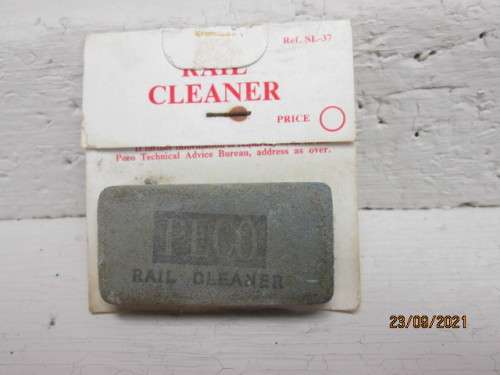 Ref. SL-37
RAIL
CLEANER
PRICE
Peco Technical Advice Bureau, address as over.
PECO
RAIL CLEANER
23/09/2021